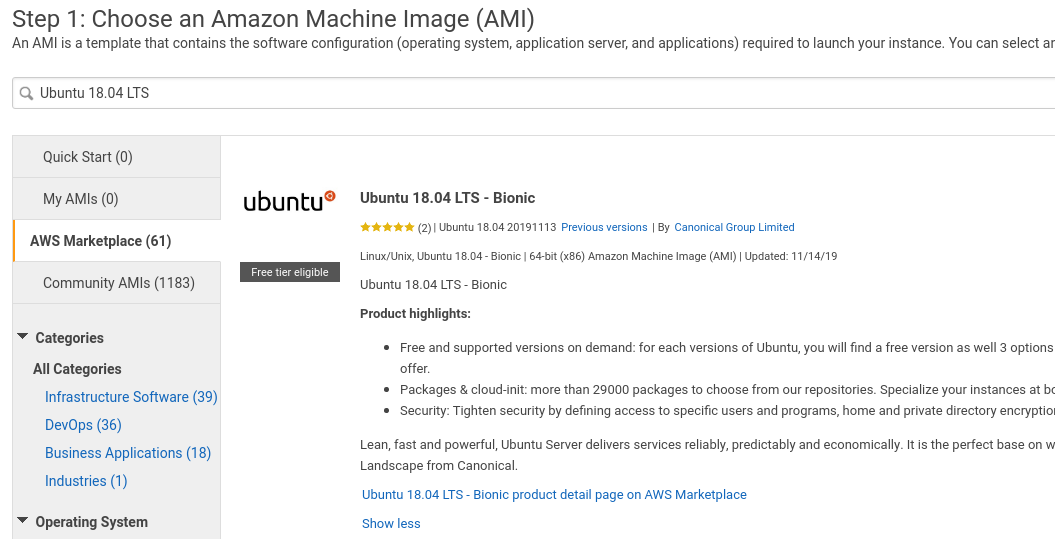 Step 1: Choose an Amazon Machine Image (AMI)
An AMI is a template that contains the software configuration (operating system, application server, and applications) required to launch your instance. You can select
Ubuntu 18.04 LTS
Quick Start (0)
My AMIs (0)
AWS Marketplace (61)
Community AMIs (1183)
Categories
All Categories
Infrastructure Software (39)
DevOps (36)
Business Applications (18)
Industries (1)
Operating System
ubuntu
Free tier eligible
Ubuntu 18.04 LTS - Bionic
(2) | Ubuntu 18.04 20191113 Previous versions | By Canonical Group Limited
Linux/Unix, Ubuntu 18.04 - Bionic | 64-bit (x86) Amazon Machine Image (AMI) | Updated: 11/14/19
Ubuntu 18.04 LTS - Bionic
Product highlights:
Free and supported versions on demand: for each versions of Ubuntu, you will find a free version as well 3 options
offer.
Packages & cloud-init: more than 29000 packages to choose from our repositories. Specialize your instances at
Security: Tighten security by defining access to specific users and programs, home and private directory
Lean, fast and powerful, Ubuntu Server delivers services reliably, predictably and economically. It is the perfect base on
Landscape from Canonical.
Ubuntu 18.04 LTS - Bionic product detail page on AWS Marketplace
Show less